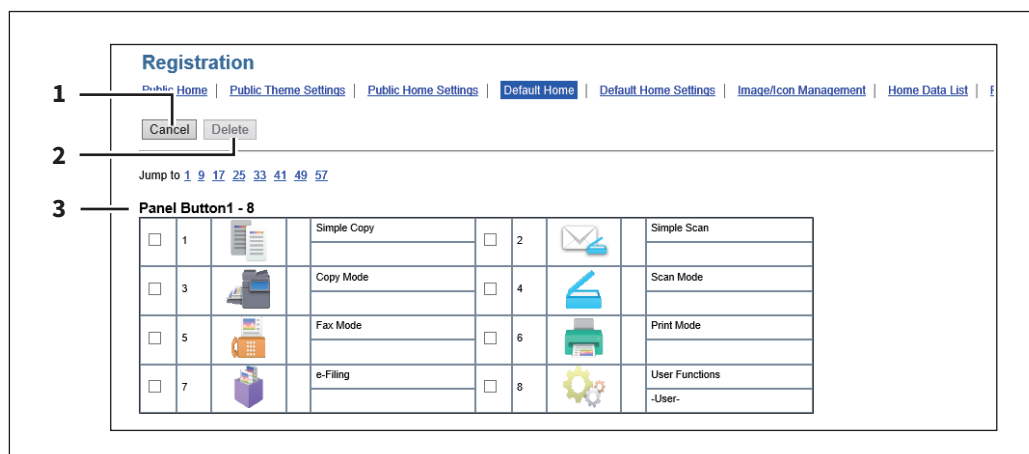 Registration
Public Home | Public Theme Settings | Public Home Settings | Default Home | Default Home Settings | Image/Icon Management | Home Data List |
1
Cancel Delete
2
Jump to 1 9 17 25 33 41 49 57
3
Panel Button1 - 8
1 Simple Copy 2 Simple Scan
3 Copy Mode 4 Scan Mode
5 Fax Mode 6 Print Mode
7 e-Filing 8 User Functions
-User-